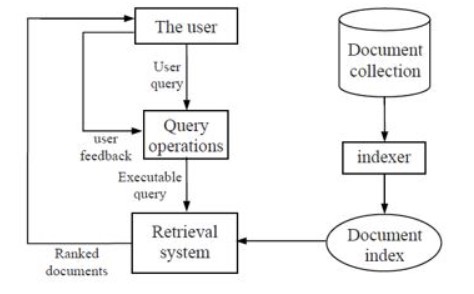 The user
User
query
user
feedback
Query
operations
Executable
query
Retrieval
system
Ranked
documents
Document
collection
indexer
Document
index